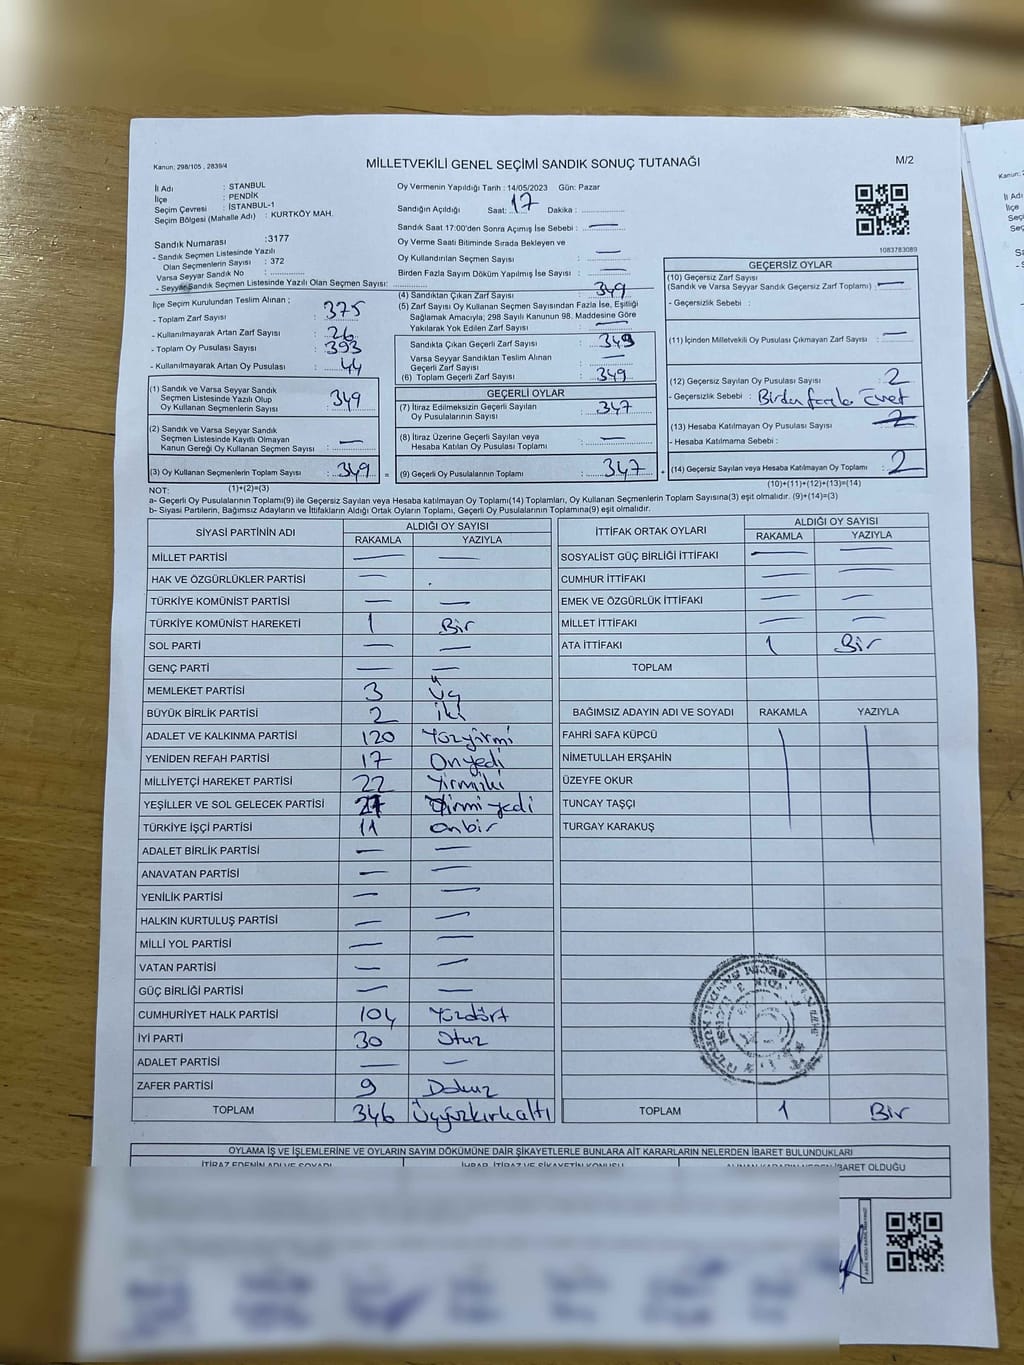 Kanun; 298/105 , 2839/4
MİLLETVEKİLİ GENEL SEÇİMİ SANDIK SONUÇ TUTANAĞI
M/2
İl Adı : STANBUL
İlçe : PENDİK
Seçim Çevresi : İSTANBUL-1
Seçim Bölgesi (Mahalle Adı) : KURTKÖY MAH.
Sandık Numarası :3177
- Sandık Seçmen Listesinde Yazılı
Olan Seçmenlerin Sayısı : 372
Varsa Seyyar Sandık No :
- Seyyar Sandık Seçmen Listesinde Yazılı Olan Seçmen Sayısı:
İlçe Seçim Kurulundan Teslim Alınan ;
- Toplam Zarf Sayısı : 375
- Kullanılmayarak Artan Zarf Sayısı : 26
- Toplam Oy Pusulası Sayısı : 393
- Kullanılmayarak Artan Oy Pusulası : 44
(1) Sandık ve Varsa Seyyar Sandık
Seçmen Listesinde Yazılı Olup
Oy Kullanan Seçmenlerin Sayısı : 349
(2) Sandık ve Varsa Seyyar Sandık
Seçmen Listesinde Kayıtlı Olmayan
Kanun Gereği Oy Kullanan Seçmen Sayısı : —
(3) Oy Kullanan Seçmenlerin Toplam Sayısı : 349 =
Oy Vermenin Yapıldığı Tarih : 14/05/2023 Gün: Pazar
Sandığın Açıldığı Saat: 17 Dakika :
Sandık Saat 17:00'den Sonra Açımış İse Sebebi : —
Oy Verme Saati Bitiminde Sırada Bekleyen ve
Oy Kullandırılan Seçmen Sayısı : —
Birden Fazla Sayım Döküm Yapılmış İse Sayısı : —
(4) Sandıktan Çıkan Zarf Sayısı : 349
(5) Zarf Sayısı Oy Kullanan Seçmen Sayısından Fazla İse, Eşitliği
Sağlamak Amacıyla; 298 Sayılı Kanunun 98. Maddesine Göre
Yakılarak Yok Edilen Zarf Sayısı : —
Sandıkta Çıkan Geçerli Zarf Sayısı : 349
Varsa Seyyar Sandıktan Teslim Alınan
Geçerli Zarf Sayısı : —
(6) Toplam Geçerli Zarf Sayısı : 349
GEÇERLİ OYLAR
(7) İtiraz Edilmeksizin Geçerli Sayılan
Oy Pusulalarının Sayısı : 347
(8) İtiraz Üzerine Geçerli Sayılan veya
Hesaba Katılan Oy Pusulası Toplamı : —
(9) Geçerli Oy Pusulalarının Toplamı : 347 +
1083783089
GEÇERSİZ OYLAR
(10) Geçersiz Zarf Sayısı
(Sandık ve Varsa Seyyar Sandık Geçersiz Zarf Toplamı) : —
- Geçersizlik Sebebi :
(11) İçinden Milletvekili Oy Pusulası Çıkmayan Zarf Sayısı : —
(12) Geçersiz Sayılan Oy Pusulası Sayısı : 2
- Geçersizlik Sebebi : Birden fazla Evet
(13) Hesaba Katılmayan Oy Pusulası Sayısı
- Hesaba Katılmama Sebebi :
(14) Geçersiz Sayılan veya Hesaba Katılmayan Oy Toplamı : 2
(1)+(2)=(3)
(10)+(11)+(12)+(13)=(14)
NOT:
a- Geçerli Oy Pusulalarının Toplamı(9) ile Geçersiz Sayılan veya Hesaba katılmayan Oy Toplamı(14) Toplamları, Oy Kullanan Seçmenlerin Toplam Sayısına(3) eşit olmalıdır. (9)+(14)=(3)
b- Siyasi Partilerin, Bağımsız Adayların ve İttifakların Aldığı Ortak Oyların Toplamı, Geçerli Oy Pusulalarının Toplamına(9) eşit olmalıdır.
SİYASİ PARTİNİN ADI ALDIĞI OY SAYISI
RAKAMLA YAZIYLA
MİLLET PARTİSİ — —
HAK VE ÖZGÜRLÜKLER PARTİSİ —
TÜRKİYE KOMÜNİST PARTİSİ — —
TÜRKİYE KOMÜNİST HAREKETİ 1 Bir
SOL PARTİ — —
GENÇ PARTİ — —
MEMLEKET PARTİSİ 3 Üç
BÜYÜK BİRLİK PARTİSİ 2 iki
ADALET VE KALKINMA PARTİSİ 120 Yüzyirmi
YENİDEN REFAH PARTİSİ 17 Onyedi
MİLLİYETÇİ HAREKET PARTİSİ 22 Yirmiiki
YEŞİLLER VE SOL GELECEK PARTİSİ 27 Yirmi yedi
TÜRKİYE İŞÇİ PARTİSİ 11 onbir
ADALET BİRLİK PARTİSİ — —
ANAVATAN PARTİSİ — —
YENİLİK PARTİSİ — —
HALKIN KURTULUŞ PARTİSİ — —
MİLLİ YOL PARTİSİ — —
VATAN PARTİSİ — —
GÜÇ BİRLİĞİ PARTİSİ — —
CUMHURİYET HALK PARTİSİ 104 Yüzdört
İYİ PARTİ 30 Otuz
ADALET PARTİSİ — —
ZAFER PARTİSİ 9 Dokuz
TOPLAM 346 Üçyüzkırkaltı
İTTİFAK ORTAK OYLARI ALDIĞI OY SAYISI
RAKAMLA YAZIYLA
SOSYALİST GÜÇ BİRLİĞİ İTTİFAKI — —
CUMHUR İTTİFAKI — —
EMEK VE ÖZGÜRLÜK İTTİFAKI — —
MİLLET İTTİFAKI — —
ATA İTTİFAKI 1 Bir
TOPLAM
BAĞIMSIZ ADAYIN ADI VE SOYADI RAKAMLA YAZIYLA
FAHRİ SAFA KÜPCÜ
NİMETULLAH ERŞAHİN
ÜZEYFE OKUR
TUNCAY TAŞÇI
TURGAY KARAKUŞ
TOPLAM 1 Bir
OYLAMA İŞ VE İŞLEMLERİNE VE OYLARIN SAYIM DÖKÜMÜNE DAİR ŞİKAYETLERLE BUNLARA AİT KARARLARIN NELERDEN İBARET BULUNDUKLARI
İTİRAZ EDENİN ADI VE SOYADI İHBAR, İTİRAZ VE ŞİKAYETİN KONUSU ALINAN KARARIN NEDEN İBARET OLDUĞU